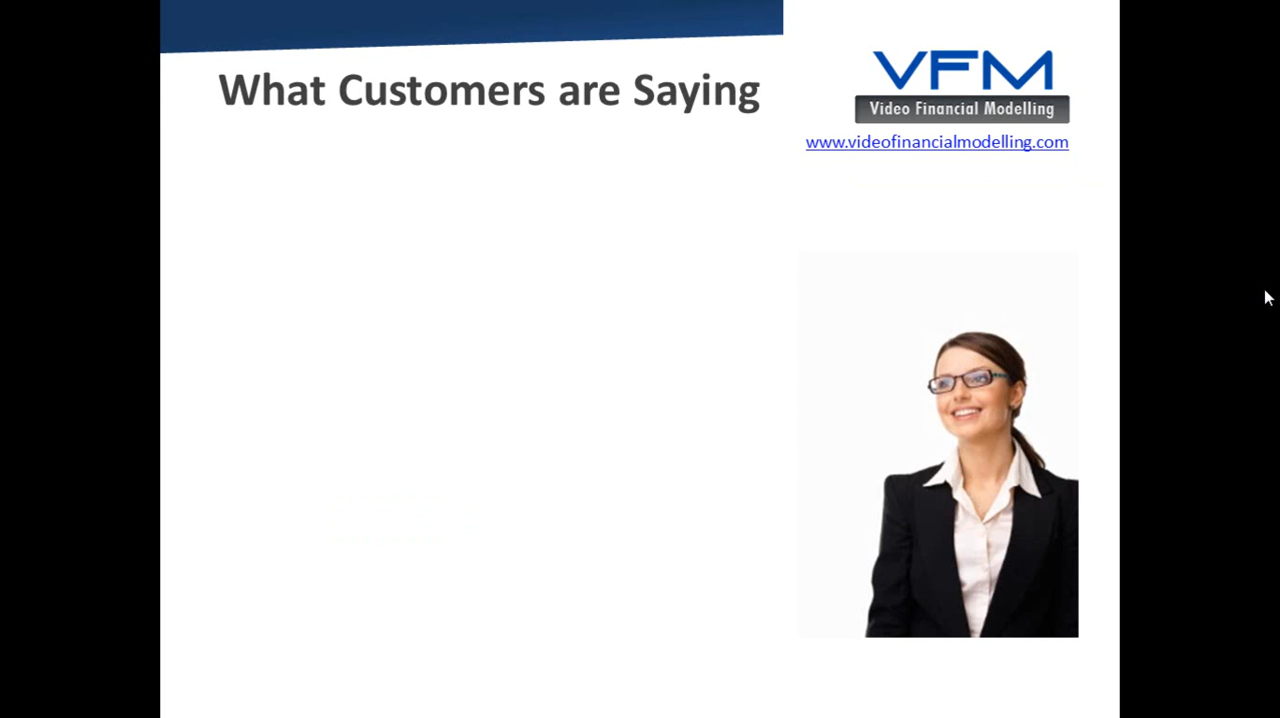 What Customers are Saying
VFM
Video Financial Modelling
www.videofinancialmodelling.com